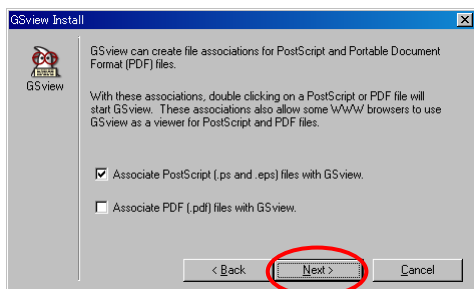 GSview Install
GSview can create file associations for PostScript and Portable Document
Format (PDF) files.
GSview
With these associations, double clicking on a PostScript or PDF file will
start GSview. These associations also allow some WWW browsers to use
GSview as a viewer for PostScript and PDF files.
Associate PostScript (.ps and .eps) files with GSview.
Associate PDF (.pdf) files with GSview.
< Back Next > Cancel